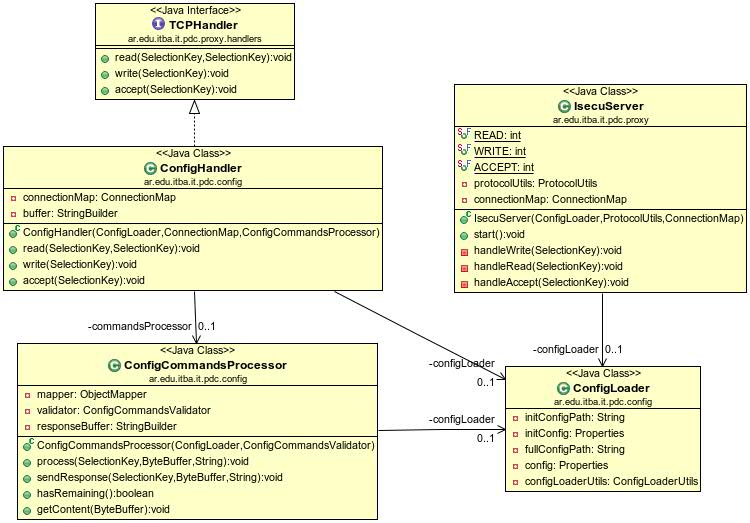 <<Java Interface>>
TCPHandler
ar.edu.itba.it.pdc.proxy.handlers
read(SelectionKey,SelectionKey):void
write(SelectionKey):void
accept(SelectionKey):void
<<Java Class>>
IsecuServer
ar.edu.itba.it.pdc.proxy
READ: int
WRITE: int
ACCEPT: int
protocolUtils: ProtocolUtils
connectionMap: ConnectionMap
IsecuServer(ConfigLoader,ProtocolUtils,ConnectionMap)
start():void
handleWrite(SelectionKey):void
handleRead(SelectionKey):void
handleAccept(SelectionKey):void
<<Java Class>>
ConfigHandler
ar.edu.itba.it.pdc.config
connectionMap: ConnectionMap
buffer: StringBuilder
ConfigHandler(ConfigLoader,ConnectionMap,ConfigCommandsProcessor)
read(SelectionKey,SelectionKey):void
write(SelectionKey):void
accept(SelectionKey):void
-commandsProcessor 0..1
-configLoader
0..1
-configLoader 0..1
<<Java Class>>
ConfigCommandsProcessor
ar.edu.itba.it.pdc.config
mapper: ObjectMapper
validator: ConfigCommandsValidator
responseBuffer: StringBuilder
ConfigCommandsProcessor(ConfigLoader,ConfigCommandsValidator)
process(SelectionKey,ByteBuffer,String):void
sendResponse(SelectionKey,ByteBuffer,String):void
hasRemaining():boolean
getContent(ByteBuffer):void
-configLoader
0..1
<<Java Class>>
ConfigLoader
ar.edu.itba.it.pdc.config
initConfigPath: String
initConfig: Properties
fullConfigPath: String
config: Properties
configLoaderUtils: ConfigLoaderUtils